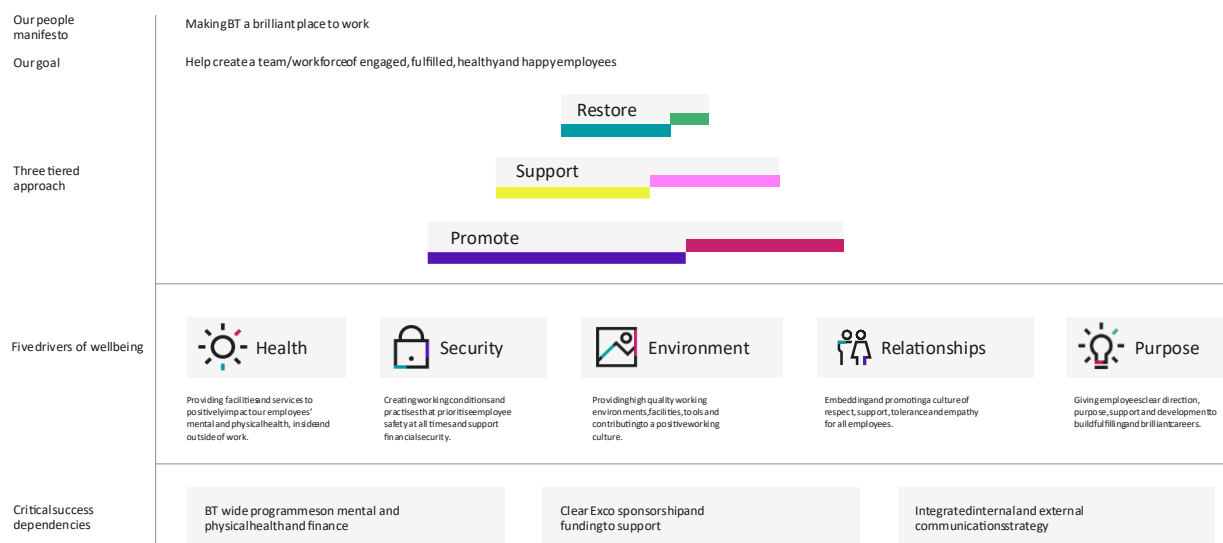 Our people
manifesto
Making BT a brilliant place to work
Our goal
Help create a team/workforce of engaged, fulfilled, healthy and happy employees
Restore
Three tiered
approach
Support
Promote
Five drivers of wellbeing
Health
Security
Environment
Relationships
Purpose
Providing facilities and services to
positively impact our employees'
mental and physical health, inside and
outside of work.
Creating working conditions and
practises that prioritise employee
safety at all times and support
financial security.
Providing high quality working
environments, facilities, tools and
contributing to a positive working
culture.
Embedding and promoting a culture of
respect, support, tolerance and empathy
for all employees.
Giving employees clear direction,
purpose, support and development to
build fulfilling and brilliant careers.
Critical success
dependencies
BT wide programmes on mental and
physical health and finance
Clear Exco sponsorship and
funding to support
Integrated internal and external
communications strategy